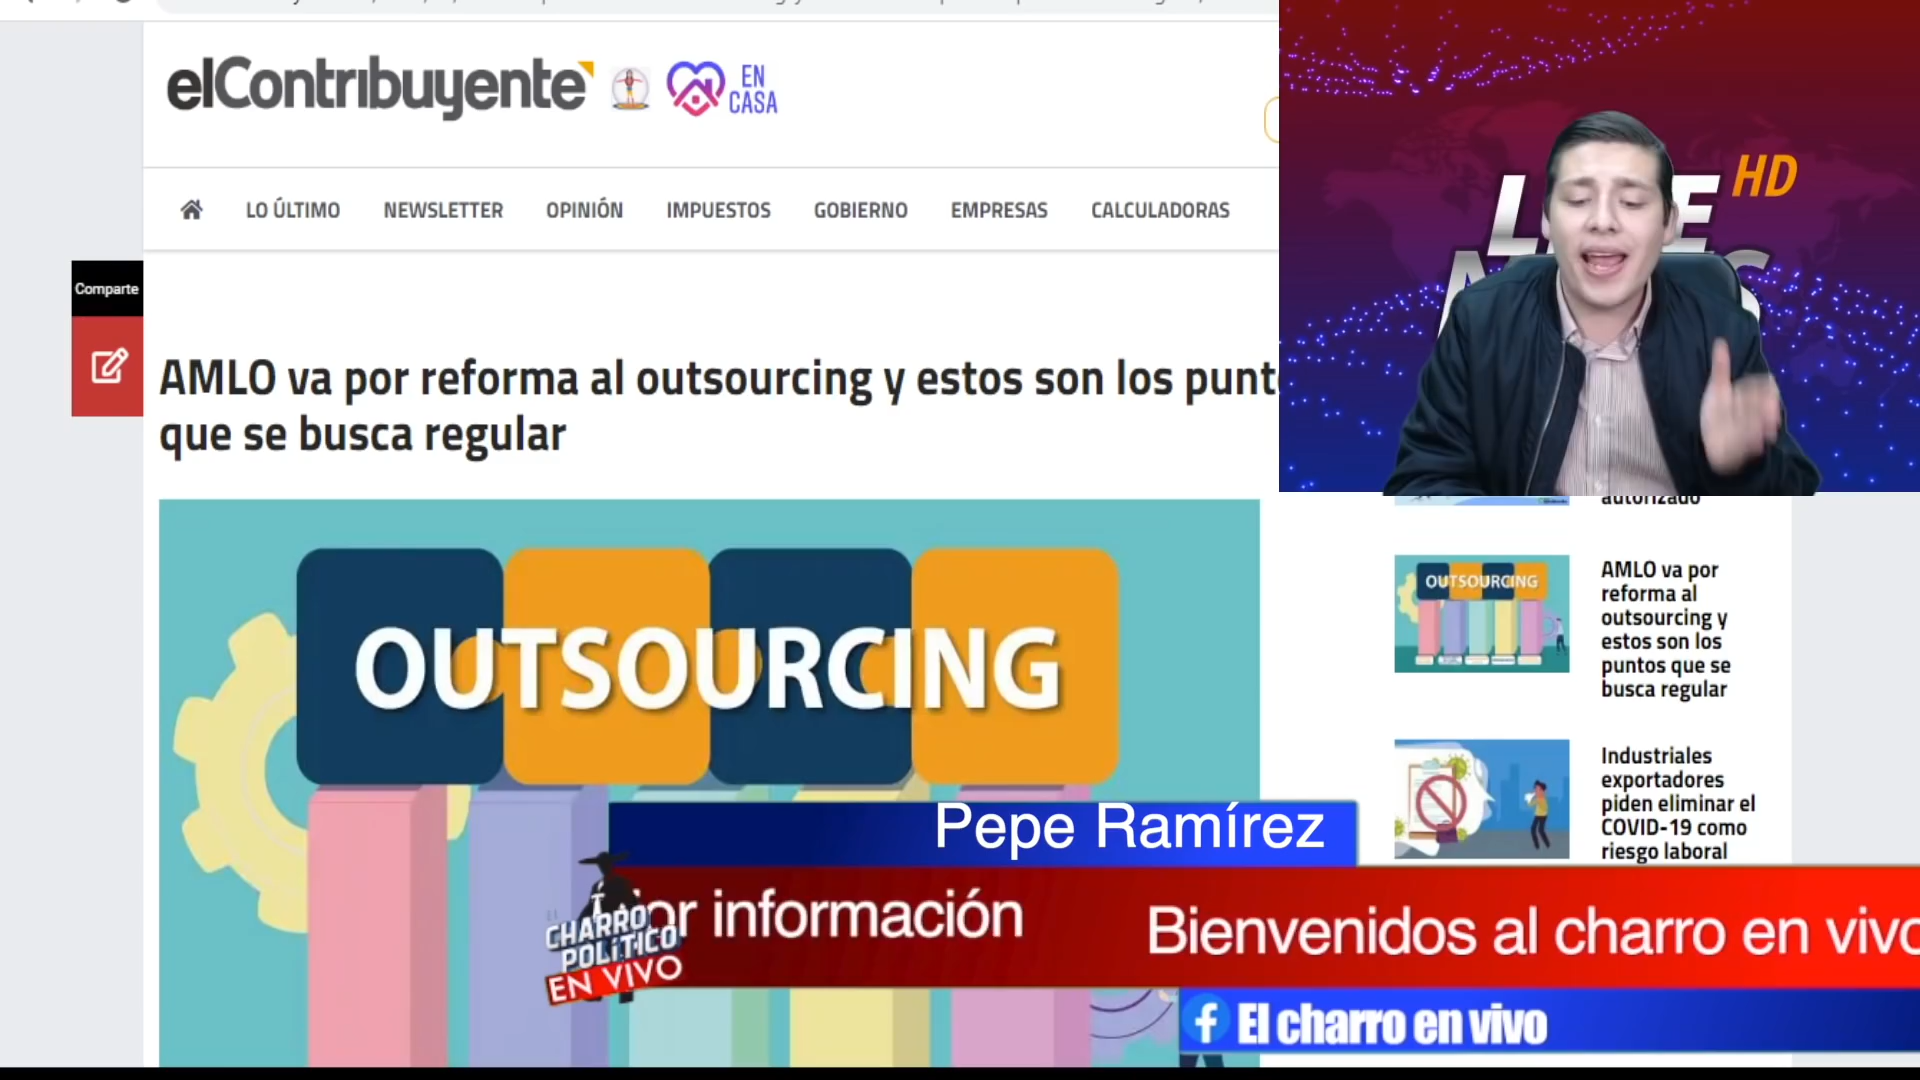 elContribuyente
EN
CASA
HD
LO ÚLTIMO
NEWSLETTER
OPINIÓN
IMPUESTOS
GOBIERNO
EMPRESAS
CALCULADORAS
Comparte
AMLO va por reforma al outsourcing y estos son los punt
que se busca regular
autorizado
OUTSOURCING
OUTSOURCING
AMLO va por
reforma al
outsourcing y
estos son los
puntos que se
busca regular
Industriales
exportadores
piden eliminar el
COVID-19 como
riesgo laboral
Pepe Ramírez
información
Bienvenidos al charro en vivo
EL
CHARRO
POLÍTICO
EN VIVO
El charro en vivo